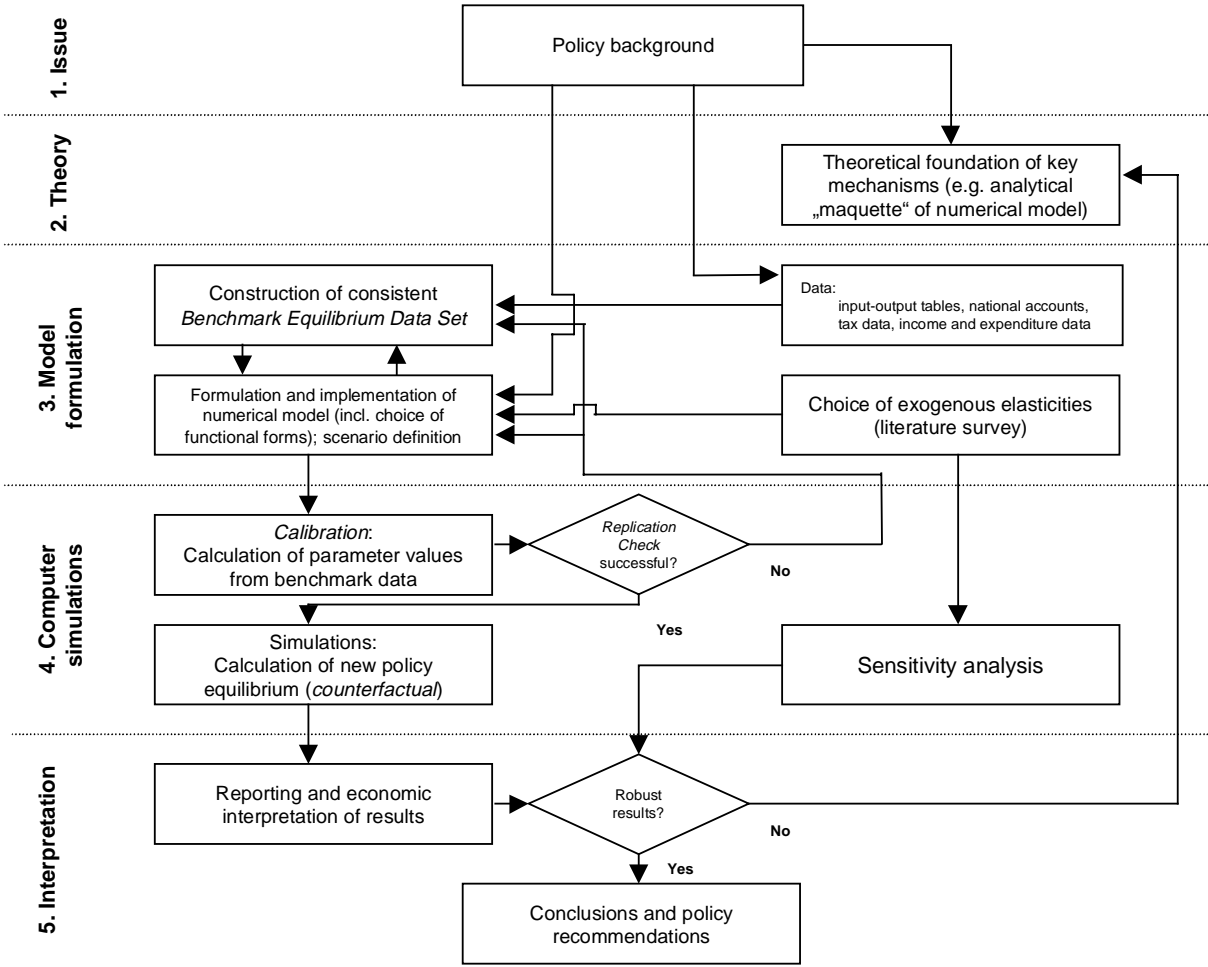 1. Issue
Policy background
2. Theory
Theoretical foundation of key
mechanisms (e.g. analytical
„maquette“ of numerical model)
3. Model
formulation
Construction of consistent
Benchmark Equilibrium Data Set
Data:
input-output tables, national accounts,
tax data, income and expenditure data
Formulation and implementation of
numerical model (incl. choice of
functional forms); scenario definition
Choice of exogenous elasticities
(literature survey)
4. Computer
simulations
Calibration:
Calculation of parameter values
from benchmark data
Replication
Check
successful?
No
Yes
Simulations:
Calculation of new policy
equilibrium (counterfactual)
Sensitivity analysis
5. Interpretation
Reporting and economic
interpretation of results
Robust
results?
No
Yes
Conclusions and policy
recommendations